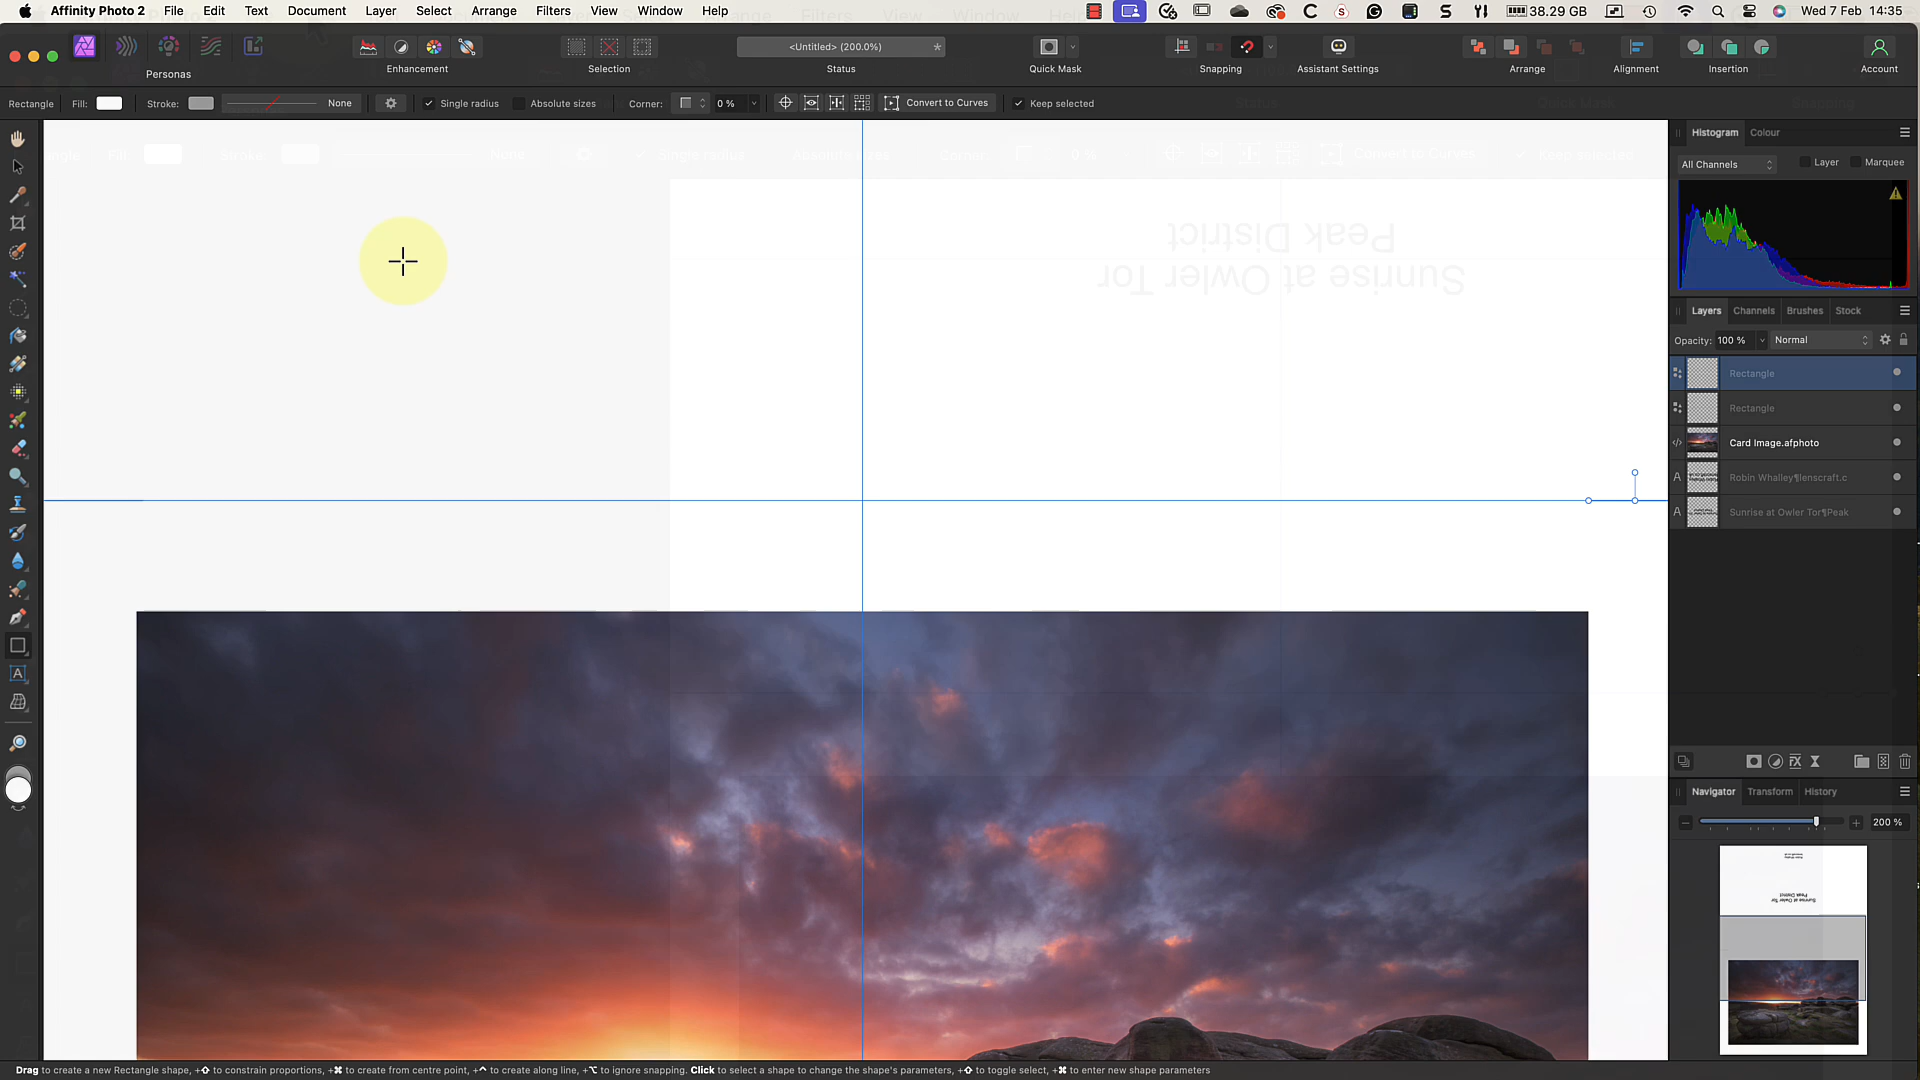 Affinity Photo 2 File Edit Text Document Layer Select Arrange Filters View Window Help 38.29 GB Wed 7 Feb 14:35
<Untitled> (200.0%) *
Personas Enhancement Selection Status Quick Mask Snapping Assistant Settings Arrange Alignment Insertion Account
Rectangle Fill: Stroke: None Single radius Absolute sizes Corner: 0 % Convert to Curves Keep selected
Histogram Colour
All Channels Layer Marquee
Sunrise at Owler Tor
Peak District
Layers Channels Brushes Stock
Opacity: 100 % Normal
Rectangle
Rectangle
Card Image.afphoto
Robin Whalley¶lenscraft.c
Sunrise at Owler Tor¶Peak
Navigator Transform History
200 %
Sunrise at Owler Tor
Peak District
Drag to create a new Rectangle shape, +⇧ to constrain proportions, +⌘ to create from centre point, +^ to create along line, +⌥ to ignore snapping. Click to select a shape to change the shape's parameters, +⇧ to toggle select, +⌘ to enter new shape parameters